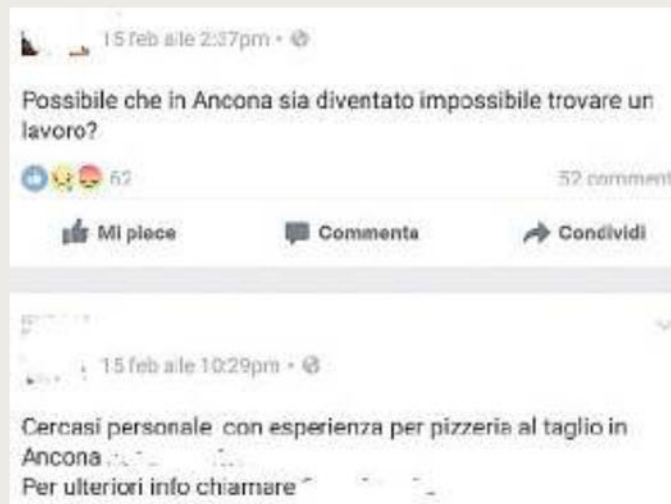 15 feb alle 2:37pm •
Possibile che in Ancona sia diventato impossibile trovare un
lavoro?
62 52 comment
Mi piace Commenta Condividi
15 feb alle 10:29pm •
Cercasi personale con esperienza per pizzeria al taglio in
Ancona
Per ulteriori info chiamare